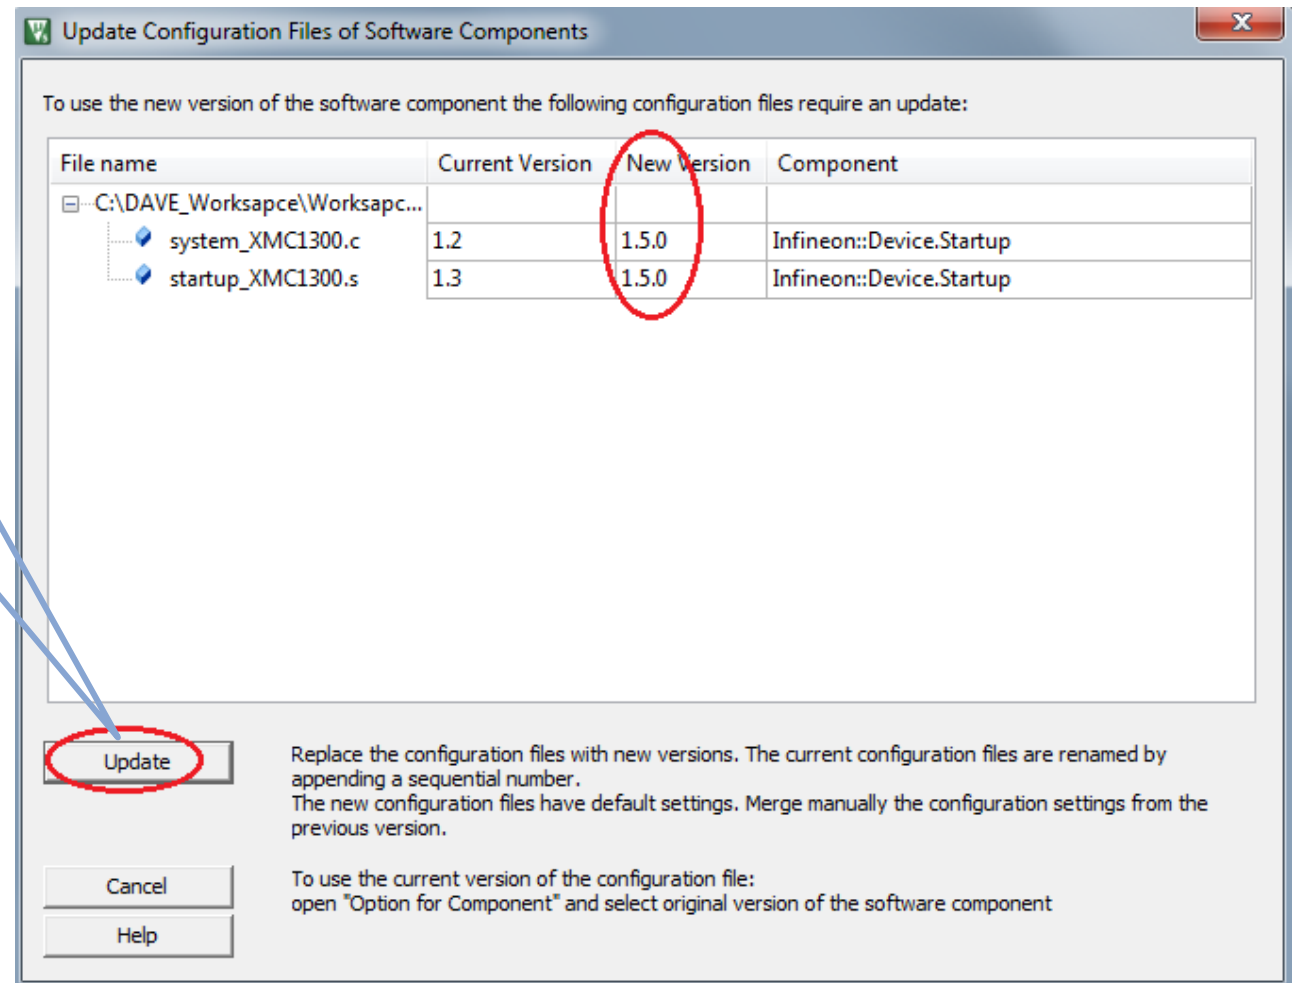 Update Configuration Files of Software Components
X
To use the new version of the software component the following configuration files require an update:
File name Current Version New Version Component
C:\DAVE_Worksapce\Worksapc...
system_XMC1300.c 1.2 1.5.0 Infineon::Device.Startup
startup_XMC1300.s 1.3 1.5.0 Infineon::Device.Startup
Update
Replace the configuration files with new versions. The current configuration files are renamed by
appending a sequential number.
The new configuration files have default settings. Merge manually the configuration settings from the
previous version.
Cancel
To use the current version of the configuration file:
open "Option for Component" and select original version of the software component
Help